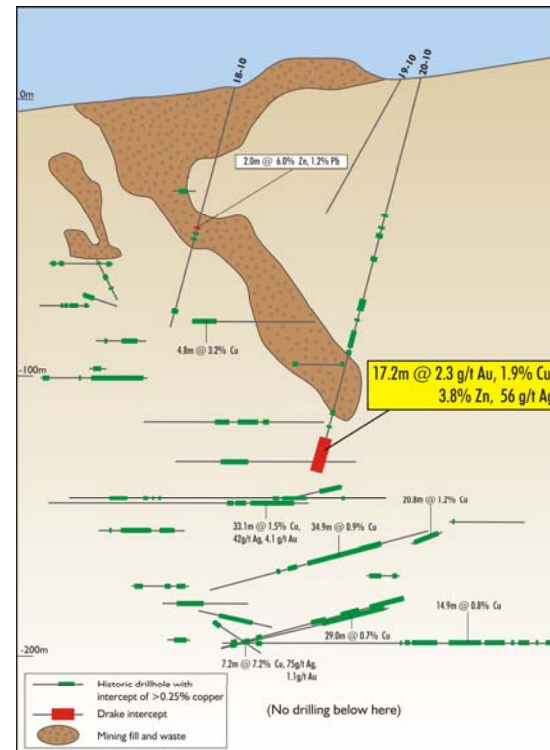 18-10
19-10
20-10
0m
2.0m @ 6.0% Zn, 1.2% Pb
4.8m @ 3.2% Cu
-100m
17.2m @ 2.3 g/t Au, 1.9% Cu
3.8% Zn, 56 g/t Ag
20.8m @ 1.2% Cu
33.1m @ 1.5% Cu,
42g/t Ag, 4.1 g/t Au
34.9m @ 0.9% Cu
14.9m @ 0.8% Cu
29.0m @ 0.7% Cu
-200m
7.2m @ 7.2% Cu, 75g/t Ag,
1.1g/t Au
Historic drillhole with
intercept of >0.25% copper
Drake intercept
Mining fill and waste
(No drilling below here)